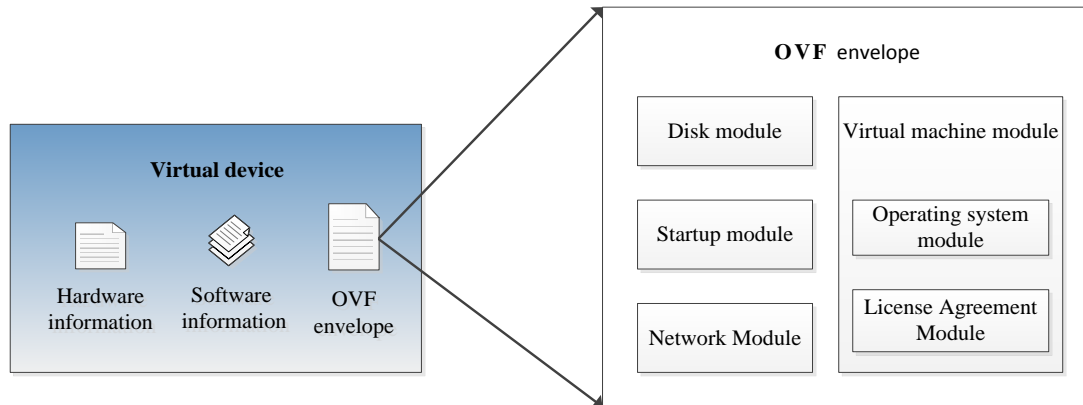 Virtual device
Hardware
information
Software
information
OVF
envelope
OVF envelope
Disk module
Startup module
Network Module
Virtual machine module
Operating system
module
License Agreement
Module